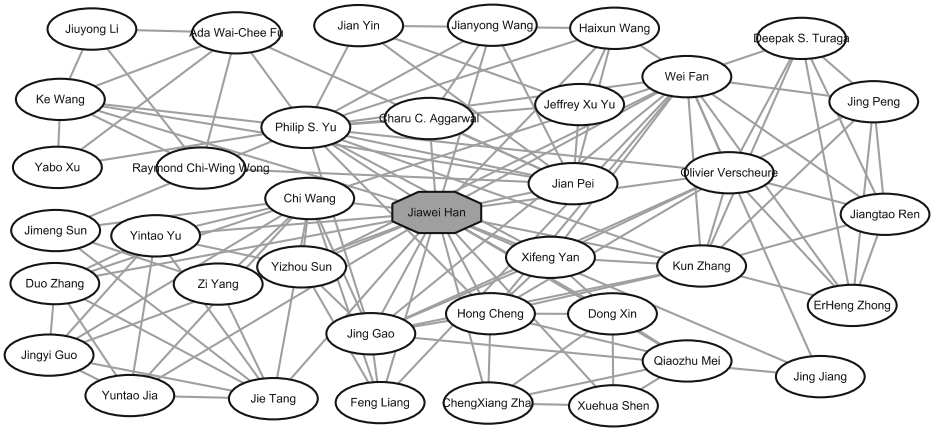 Jiuyong Li
Ada Wai-Chee Fu
Jian Yin
Jianyong Wang
Haixun Wang
Deepak S. Turaga
Wei Fan
Ke Wang
Philip S. Yu
Charu C. Aggarwal
Jeffrey Xu Yu
Jing Peng
Yabo Xu
Raymond Chi-Wing Wong
Jian Pei
Olivier Verscheure
Chi Wang
Jiawei Han
Jiangtao Ren
Jimeng Sun
Yintao Yu
Yizhou Sun
Xifeng Yan
Kun Zhang
Duo Zhang
Zi Yang
ErHeng Zhong
Jing Gao
Hong Cheng
Dong Xin
Jingyi Guo
Qiaozhu Mei
Jing Jiang
Yuntao Jia
Jie Tang
Feng Liang
ChengXiang Zhai
Xuehua Shen